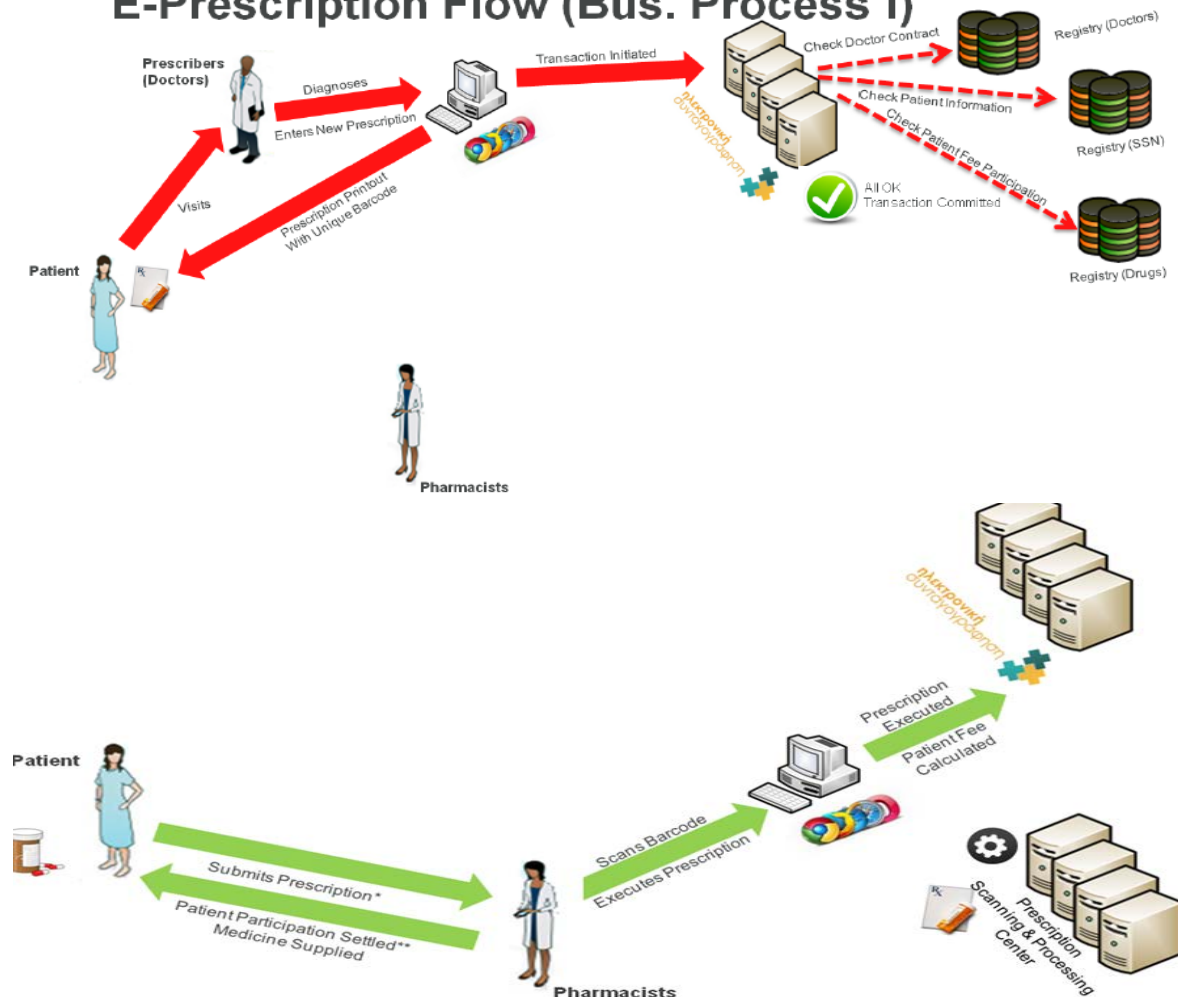 E-Prescription Flow (Bus. Process I)
Prescribers
(Doctors)
Diagnoses
Enters New Prescription
Transaction Initiated
Check Doctor Contract
Registry (Doctors)
Check Patient Information
Registry (SSN)
Check Patient Fee Participation
Registry (Drugs)
ηλεκτρονική
συνταγογράφηση
All OK
Transaction Committed
Visits
Prescription Printout
With Unique Barcode
Patient
Rx
Pharmacists
ηλεκτρονική
συνταγογράφηση
Prescription
Executed
Patient Fee
Calculated
Patient
Submits Prescription*
Patient Participation Settled**
Medicine Supplied
Scans Barcode
Executes Prescription
Pharmacists
Rx
Prescription
Scanning & Processing
Center